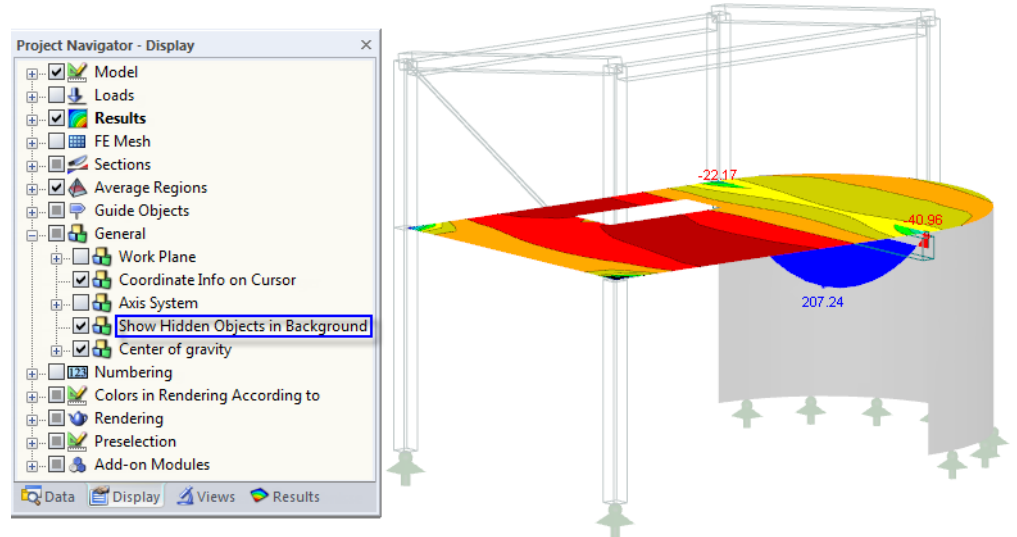 Project Navigator - Display
Model
Loads
Results
FE Mesh
Sections
Average Regions
Guide Objects
General
Work Plane
Coordinate Info on Cursor
Axis System
Show Hidden Objects in Background
Center of gravity
123 Numbering
Colors in Rendering According to
Rendering
Preselection
Add-on Modules
Data Display Views Results
-22.17
-40.96
207.24